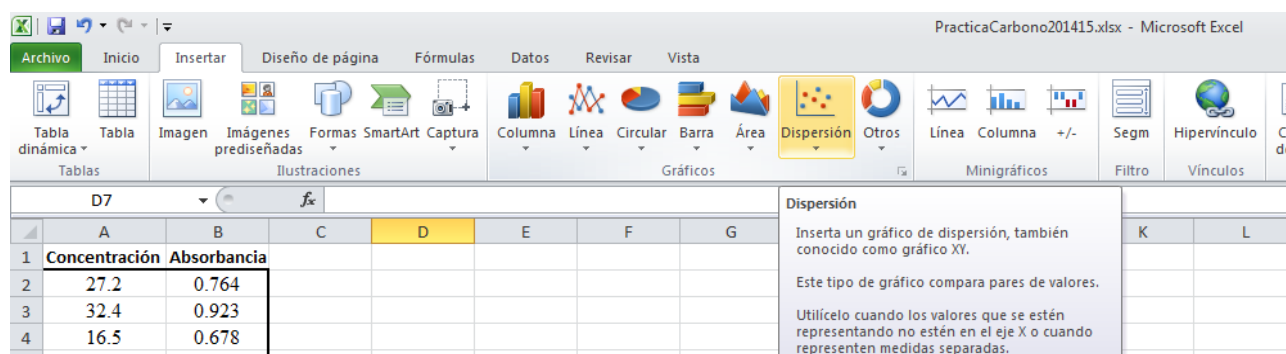 PracticaCarbono201415.xlsx - Microsoft Excel
Archivo Inicio Insertar Diseño de página Fórmulas Datos Revisar Vista
Tabla dinámica
Tabla
Imagen
Imágenes prediseñadas
Formas
SmartArt
Captura
Columna
Línea
Circular
Barra
Área
Dispersión
Otros
Línea
Columna
+/-
Segm
Hipervínculo
Tablas
Ilustraciones
Gráficos
Minigráficos
Filtro
Vínculos
D7
fx
Dispersión
Inserta un gráfico de dispersión, también
conocido como gráfico XY.
Este tipo de gráfico compara pares de valores.
Utilícelo cuando los valores que se estén
representando no estén en el eje X o cuando
representen medidas separadas.
A B C D E F G K L
1 Concentración Absorbancia
2 27.2 0.764
3 32.4 0.923
4 16.5 0.678